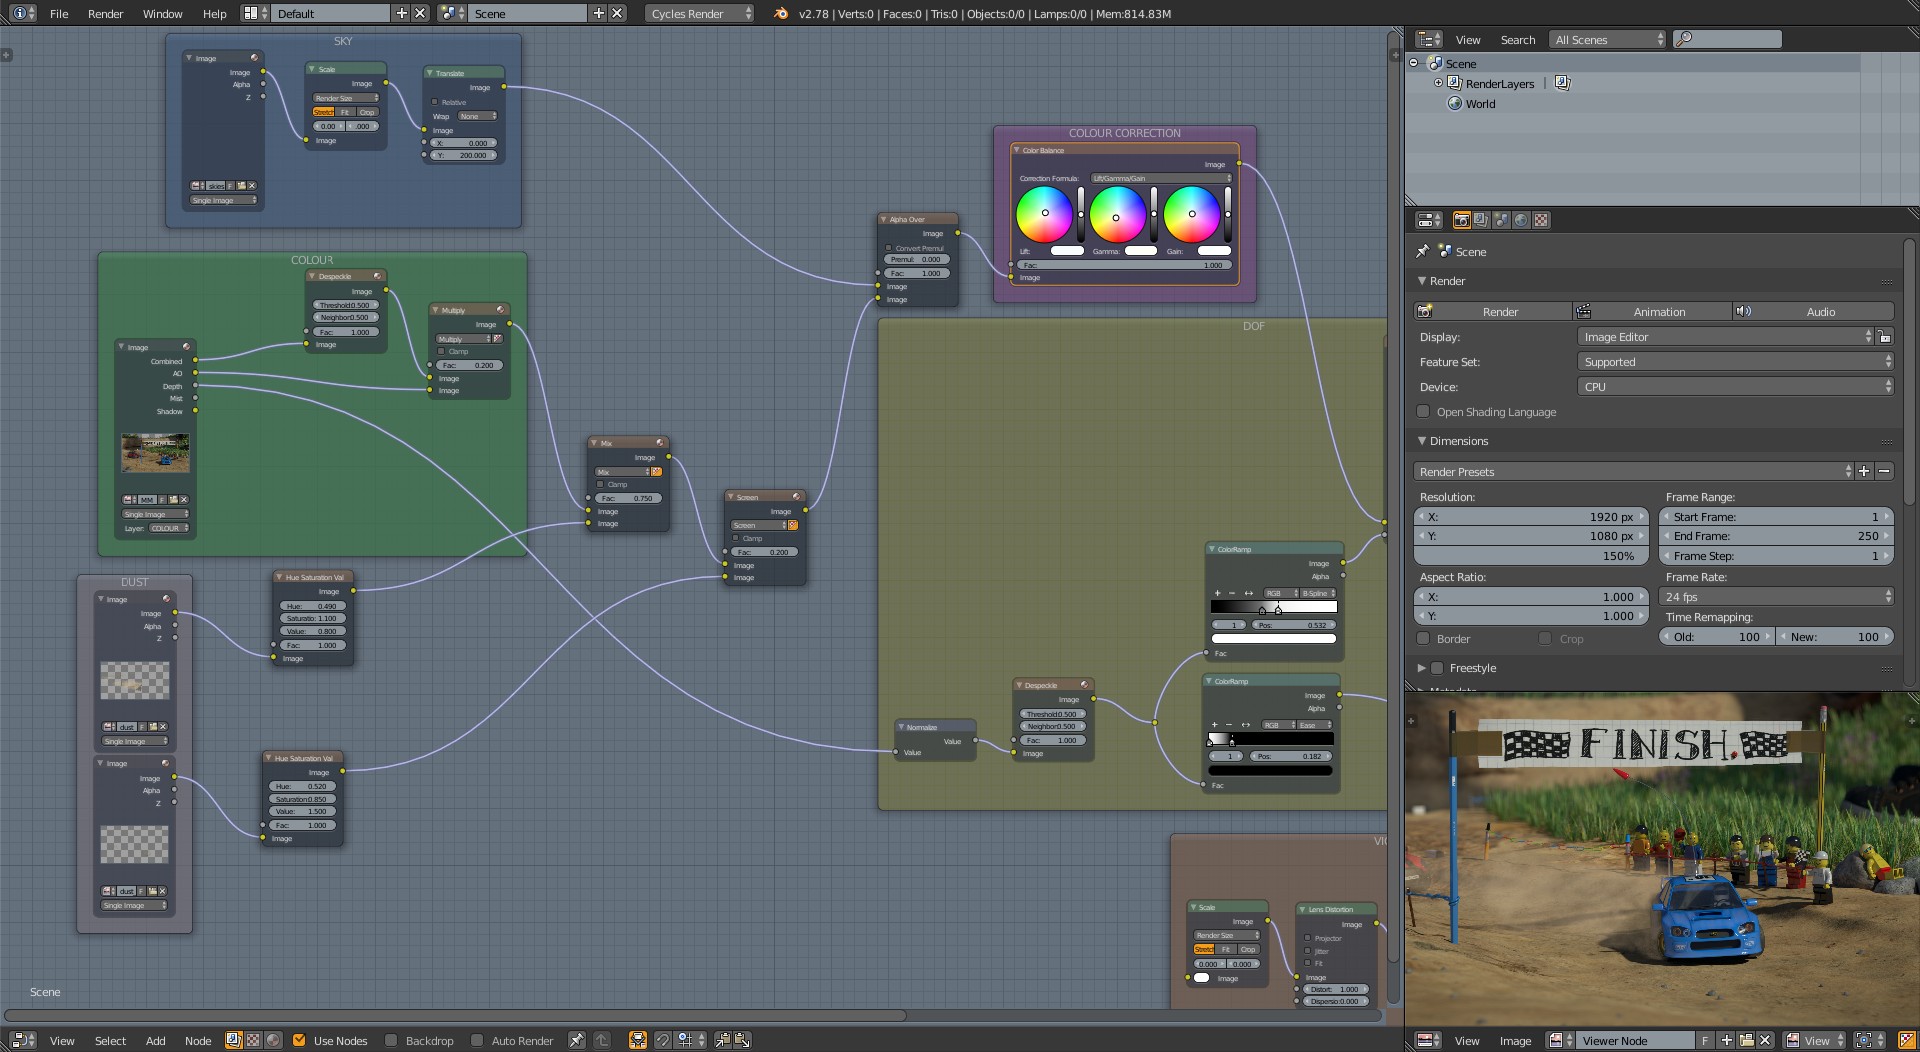 File Render Window Help Default Scene Cycles Render v2.78 | Verts:0 | Faces:0 | Tris:0 | Objects:0/0 | Lamps:0/0 | Mem:814.83M
SKY
Image
Image
Alpha
Z
skies F
Single Image
Scale
Image
Render Size
Stretch Fit Crop
0.00 .000
Image
Translate
Image
Relative
Wrap None
Image
X: 0.000
Y: 200.000
COLOUR
Despeckle
Image
Threshold:0.500
Neighbor:0.500
Fac: 1.000
Image
Multiply
Image
Multiply
Clamp
Fac: 0.200
Image
Image
Image
Combined
AO
Depth
Mist
Shadow
MM F
Single Image
Layer: COLOUR
DUST
Image
Image
Alpha
Z
dust F
Single Image
Image
Image
Alpha
Z
dust F
Single Image
Hue Saturation Val
Image
Hue: 0.490
Saturatio: 1.100
Value: 0.800
Fac: 1.000
Image
Hue Saturation Val
Image
Hue: 0.520
Saturation:0.850
Value: 1.500
Fac: 1.000
Image
Mix
Image
Mix
Clamp
Fac: 0.750
Image
Image
Screen
Image
Screen
Clamp
Fac: 0.200
Image
Image
Alpha Over
Image
Convert Premul
Premul: 0.000
Fac: 1.000
Image
Image
COLOUR CORRECTION
Color Balance
Image
Correction Formula: Lift/Gamma/Gain
Lift: Gamma: Gain:
Fac: 1.000
Image
DOF
ColorRamp
Image
Alpha
+ − RGB B-Spline
1 Pos: 0.532
Fac
ColorRamp
Image
Alpha
+ − RGB Ease
1 Pos: 0.182
Fac
Normalize
Value
Value
Despeckle
Image
Threshold:0.500
Neighbor:0.500
Fac: 1.000
Image
Scale
Image
Render Size
Stretch Fit Crop
0.000 0.000
Image
Lens Distortion
Image
Projector
Jitter
Fit
Image
Distort: 1.000
Dispersio:0.000
Scene
View Select Add Node Use Nodes Backdrop Auto Render
View Search All Scenes
Scene
RenderLayers |
World
Scene
Render
Render Animation Audio
Display: Image Editor
Feature Set: Supported
Device: CPU
Open Shading Language
Dimensions
Render Presets
Resolution: Frame Range:
X: 1920 px Start Frame: 1
Y: 1080 px End Frame: 250
150% Frame Step: 1
Aspect Ratio: Frame Rate:
X: 1.000 24 fps
Y: 1.000 Time Remapping:
Border Crop Old: 100 New: 100
Freestyle
FINISH.
View Image Viewer Node F View